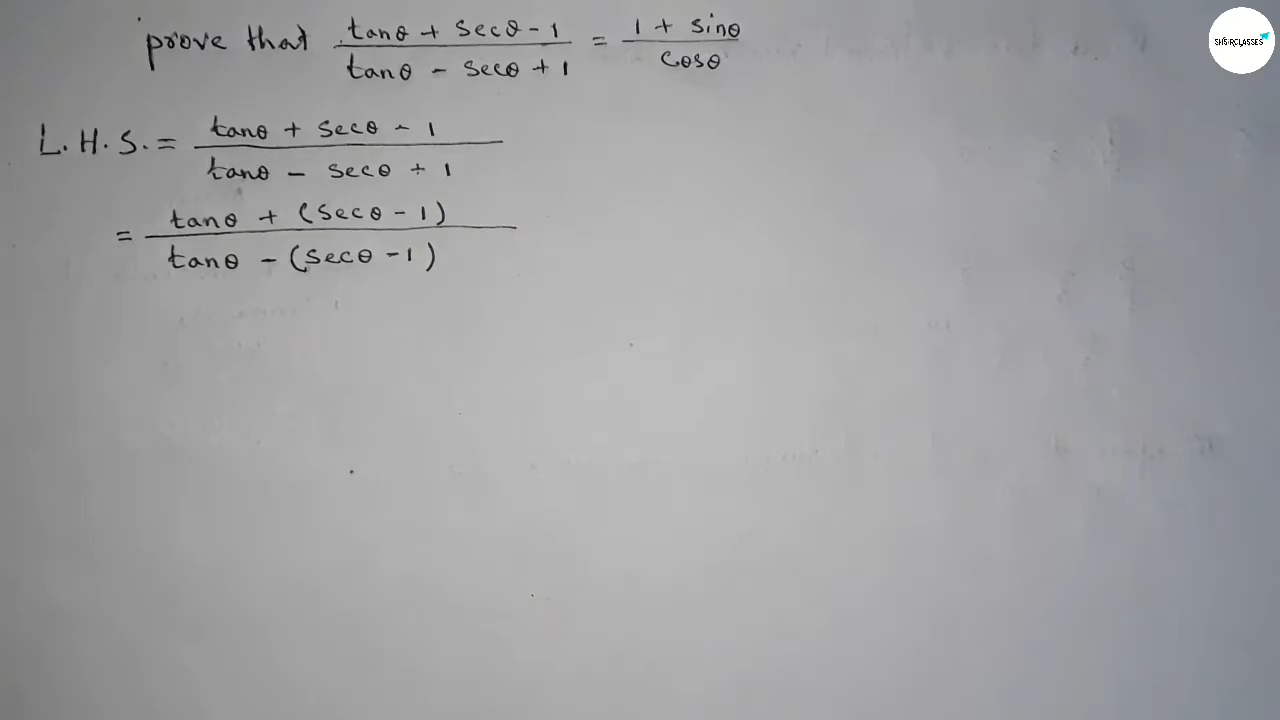 prove that (tanθ + secθ - 1)/(tanθ - secθ + 1) = (1 + sinθ)/cosθ
SHSIRCLASSES
L.H.S. = (tanθ + secθ - 1)/(tanθ - secθ + 1)
= (tanθ + (secθ - 1))/(tanθ - (secθ - 1))